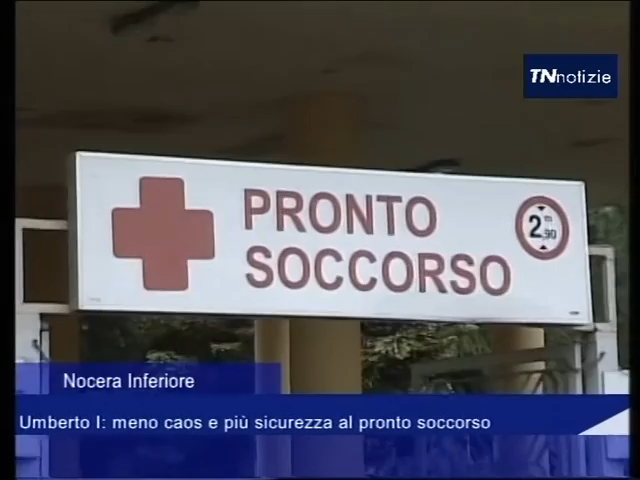 TNnotizie
PRONTO
SOCCORSO
m
2.90
Nocera Inferiore
Umberto I: meno caos e più sicurezza al pronto soccorso